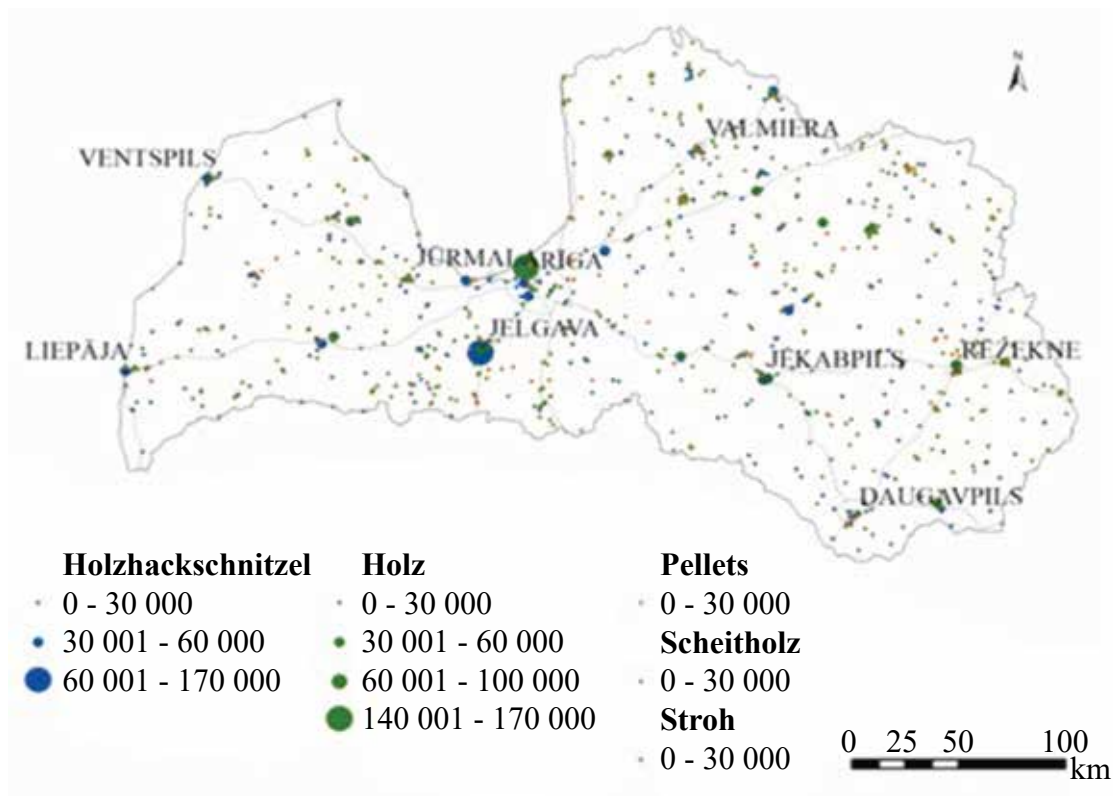 N
VALMIERA
VENTSPILS
JŪRMALA RĪGA
JELGAVA
LIEPĀJA
JĒKABPILS
RĒZEKNE
DAUGAVPILS
Holzhackschnitzel
0 - 30 000
30 001 - 60 000
60 001 - 170 000
Holz
0 - 30 000
30 001 - 60 000
60 001 - 100 000
140 001 - 170 000
Pellets
0 - 30 000
Scheitholz
0 - 30 000
Stroh
0 - 30 000
0 25 50 100
km